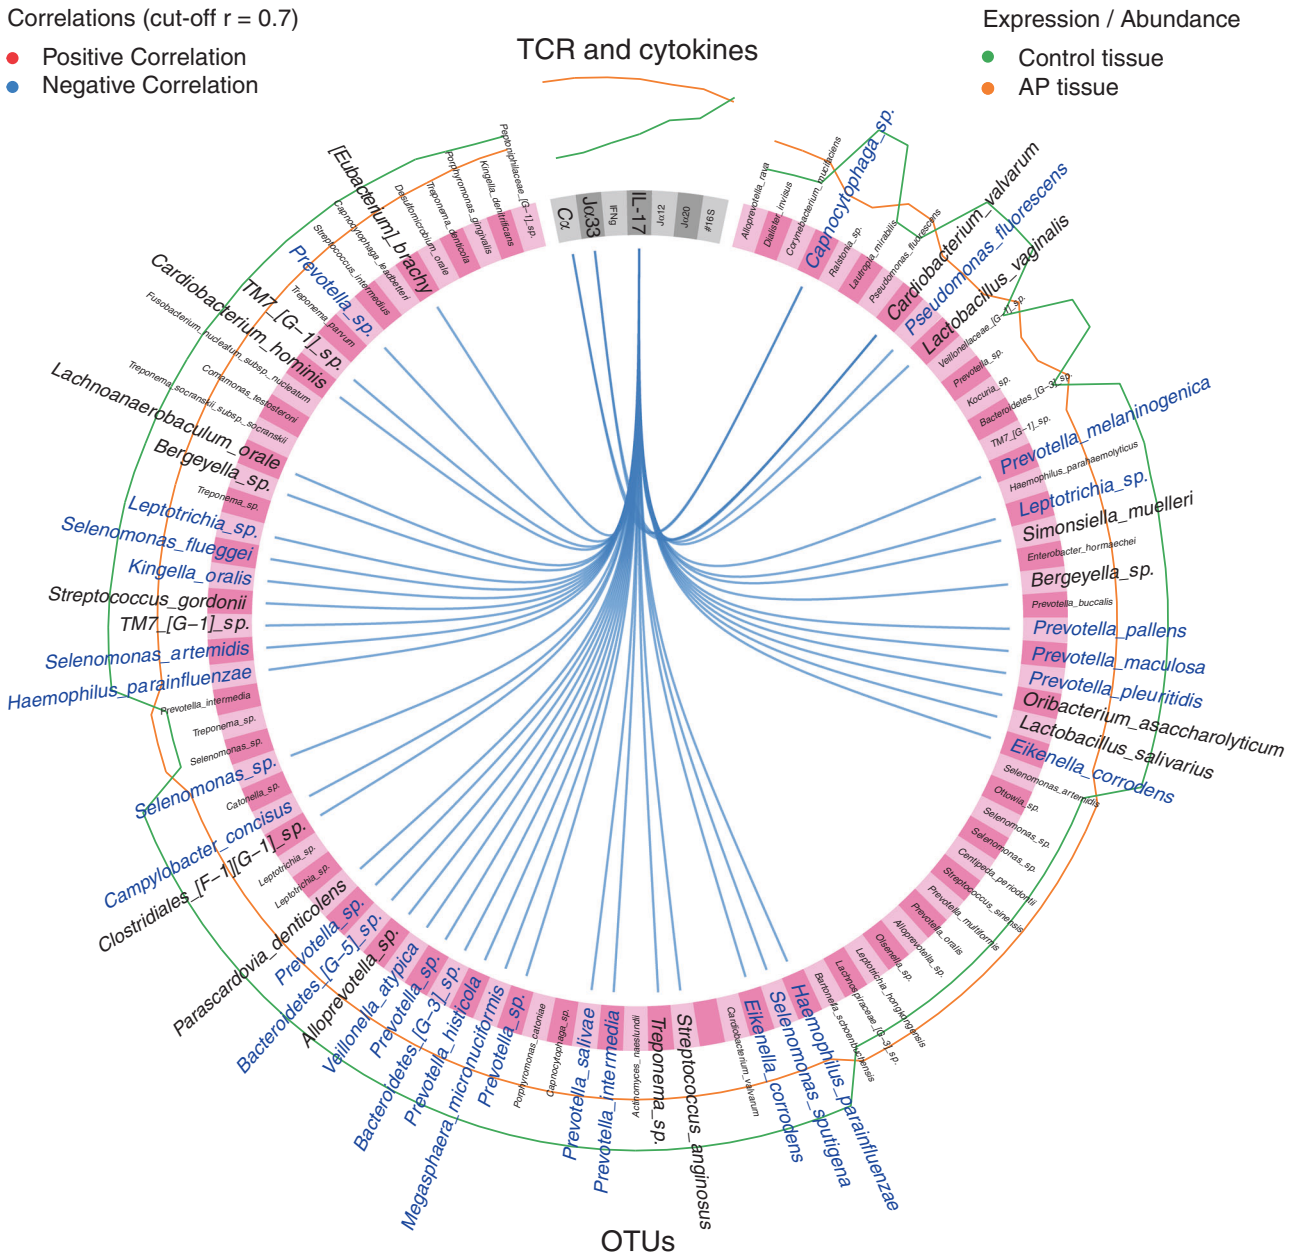 Correlations (cut-off r = 0.7)
Positive Correlation
Negative Correlation
TCR and cytokines
Expression / Abundance
Control tissue
AP tissue
Cα
Jα33
IFNg
IL-17
Jα12
Jα20
#16S
Alloprevotella_rava
Dialister_invisus
Corynebacterium_mucifaciens
Capnocytophaga_sp.
Ralstonia_sp.
Lautropia_mirabilis
Pseudomonas_fluorescens
Cardiobacterium_valvarum
Pseudomonas_fluorescens
Lactobacillus_vaginalis
Veillonellaceae_[G−1]_sp.
Prevotella_sp.
Kocuria_sp.
Bacteroidetes_[G−3]_sp.
TM7_[G−1]_sp.
Prevotella_melaninogenica
Haemophilus_parahaemolyticus
Leptotrichia_sp.
Simonsiella_muelleri
Enterobacter_hormaechei
Bergeyella_sp.
Prevotella_buccalis
Prevotella_pallens
Prevotella_maculosa
Prevotella_pleuritidis
Oribacterium_asaccharolyticum
Lactobacillus_salivarius
Eikenella_corrodens
Selenomonas_artemidis
Ottowia_sp.
Selenomonas_sp.
Selenomonas_sp.
Centipeda_periodontii
Streptococcus_sinensis
Prevotella_multiformis
Prevotella_oralis
Alloprevotella_sp.
Olsenella_sp.
Leptotrichia_hongkongensis
Lachnospiraceae_[G−3]_sp.
Bartonella_schoenbuchensis
Haemophilus_parainfluenzae
Selenomonas_sputigena
Eikenella_corrodens
Cardiobacterium_valvarum
Streptococcus_anginosus
Treponema_sp.
Actinomyces_naeslundii
Prevotella_intermedia
Prevotella_salivae
Capnocytophaga_sp.
Porphyromonas_catoniae
Prevotella_sp.
Megasphaera_micronuciformis
Prevotella_histicola
Bacteroidetes_[G−3]_sp.
Prevotella_sp.
Veillonella_atypica
Alloprevotella_sp.
Bacteroidetes_[G−5]_sp.
Prevotella_sp.
Parascardovia_denticolens
Leptotrichia_sp.
Leptotrichia_sp.
Clostridiales_[F−1][G−1]_sp.
Campylobacter_concisus
Catonella_sp.
Selenomonas_sp.
Selenomonas_sp.
Treponema_sp.
Prevotella_intermedia
Haemophilus_parainfluenzae
Selenomonas_artemidis
TM7_[G−1]_sp.
Streptococcus_gordonii
Kingella_oralis
Selenomonas_flueggei
Leptotrichia_sp.
Treponema_sp.
Bergeyella_sp.
Lachnoanaerobaculum_orale
Treponema_socranskii_subsp._socranskii
Comamonas_testosteroni
Fusobacterium_nucleatum_subsp._nucleatum
Cardiobacterium_hominis
TM7_[G−1]_sp.
Treponema_parvum
Prevotella_sp.
Streptococcus_intermedius
Capnocytophaga_leadbetteri
[Eubacterium]_brachy
Desulfomicrobium_orale
Treponema_denticola
Porphyromonas_gingivalis
Kingella_denitrificans
Peptoniphilaceae_[G−1]_sp.
OTUs